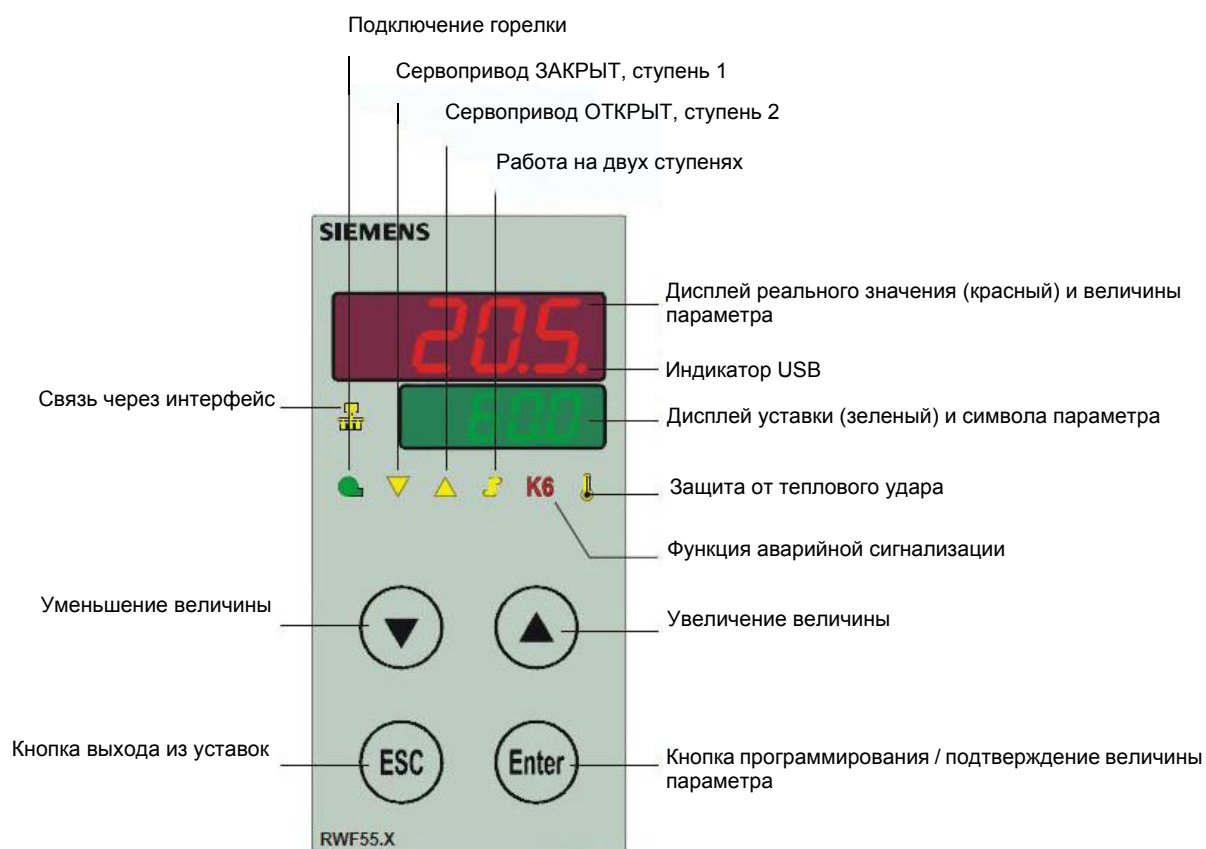 Подключение горелки
Сервопривод ЗАКРЫТ, ступень 1
Сервопривод ОТКРЫТ, ступень 2
Работа на двух ступенях
SIEMENS
20.5.
Дисплей реального значения (красный) и величины
параметра
Индикатор USB
Связь через интерфейс
600
Дисплей уставки (зеленый) и символа параметра
K6
Защита от теплового удара
Функция аварийной сигнализации
Уменьшение величины
Увеличение величины
Кнопка выхода из уставок
ESC
Enter
Кнопка программирования / подтверждение величины
параметра
RWF55.X